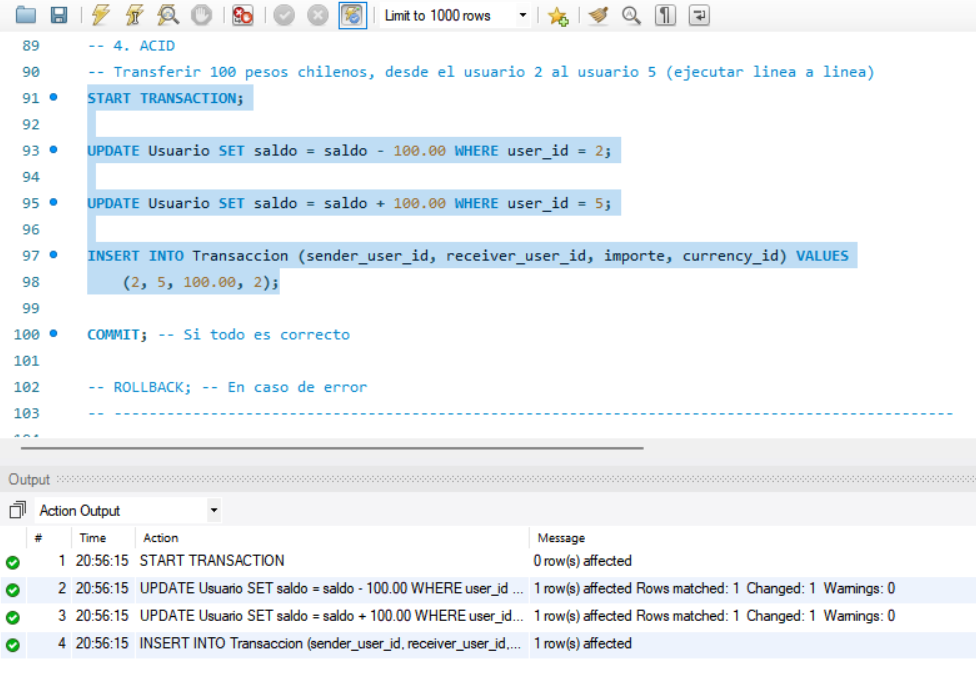 Limit to 1000 rows
89 -- 4. ACID
90 -- Transferir 100 pesos chilenos, desde el usuario 2 al usuario 5 (ejecutar linea a linea)
91 START TRANSACTION;
92
93 UPDATE Usuario SET saldo = saldo - 100.00 WHERE user_id = 2;
94
95 UPDATE Usuario SET saldo = saldo + 100.00 WHERE user_id = 5;
96
97 INSERT INTO Transaccion (sender_user_id, receiver_user_id, importe, currency_id) VALUES
98 (2, 5, 100.00, 2);
99
100 COMMIT; -- Si todo es correcto
101
102 -- ROLLBACK; -- En caso de error
103 -- ------------------------------------------------------------------------------------------------
Output
Action Output
# Time Action Message
1 20:56:15 START TRANSACTION 0 row(s) affected
2 20:56:15 UPDATE Usuario SET saldo = saldo - 100.00 WHERE user_id ... 1 row(s) affected Rows matched: 1 Changed: 1 Warnings: 0
3 20:56:15 UPDATE Usuario SET saldo = saldo + 100.00 WHERE user_id... 1 row(s) affected Rows matched: 1 Changed: 1 Warnings: 0
4 20:56:15 INSERT INTO Transaccion (sender_user_id, receiver_user_id,... 1 row(s) affected